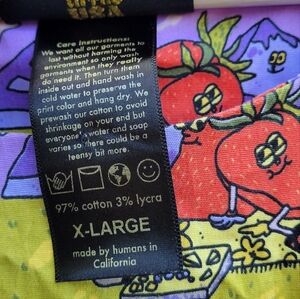 Care instructions:
We want all our garments to
last without harming the
environment so only wash
garments when they really
do need it. Then turn them
inside out and hand wash in
cold water to preserve the
print color and hang dry. We
prewash our cotton to avoid
shrinkage on your end but
everyone's water and soap
varies so there could be a
teensy bit more.
97% cotton 3% lycra
X-LARGE
made by humans in
California